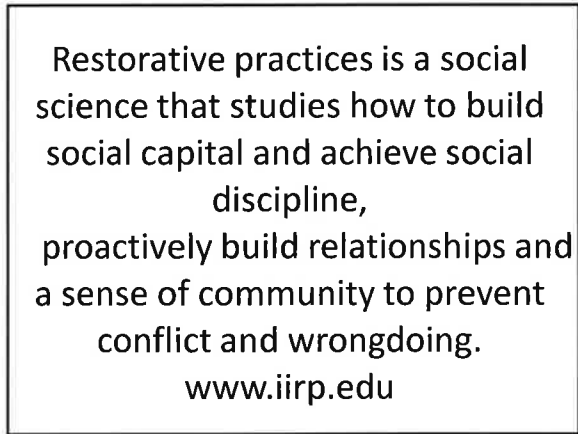 Restorative practices is a social
science that studies how to build
social capital and achieve social
discipline,
proactively build relationships and
a sense of community to prevent
conflict and wrongdoing.
www.iirp.edu